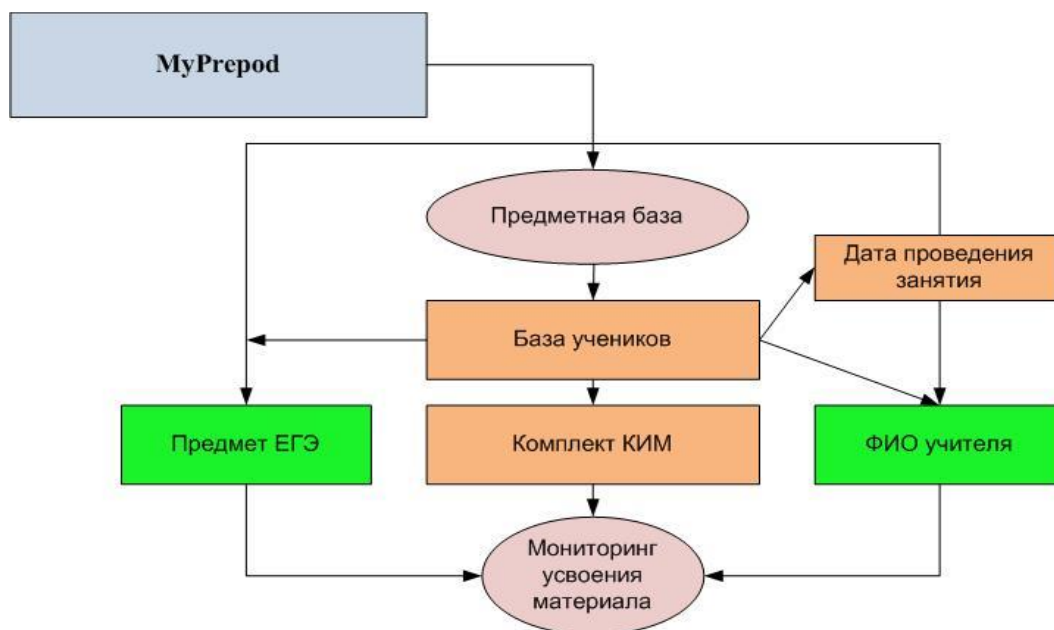 MyPrepod
Предметная база
Дата проведения
занятия
База учеников
Предмет ЕГЭ
Комплект КИМ
ФИО учителя
Мониторинг
усвоения
материала